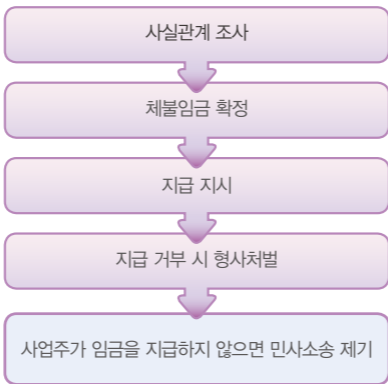 사실관계 조사
체불임금 확정
지급 지시
지급 거부 시 형사처벌
사업주가 임금을 지급하지 않으면 민사소송 제기